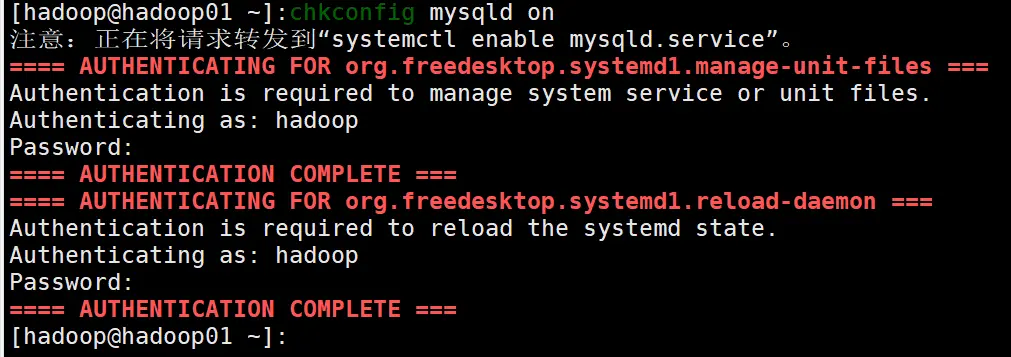 [hadoop@hadoop01 ~]:chkconfig mysqld on
注意：正在将请求转发到“systemctl enable mysqld.service”。
==== AUTHENTICATING FOR org.freedesktop.systemd1.manage-unit-files ===
Authentication is required to manage system service or unit files.
Authenticating as: hadoop
Password:
==== AUTHENTICATION COMPLETE ===
==== AUTHENTICATING FOR org.freedesktop.systemd1.reload-daemon ===
Authentication is required to reload the systemd state.
Authenticating as: hadoop
Password:
==== AUTHENTICATION COMPLETE ===
[hadoop@hadoop01 ~]: